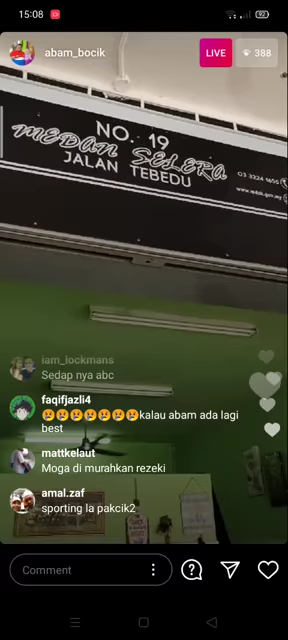 15:08
92
abam_bocik
LIVE
388
NO. 19
MEDAN SELERA
JALAN TEBEDU
iam_lockmans
Sedap nya abc
faqifjazli4
😢😢😢😢😢😢😢kalau abam ada lagi
best
mattkelaut
Moga di murahkan rezeki
amal.zaf
sporting la pakcik2
Comment